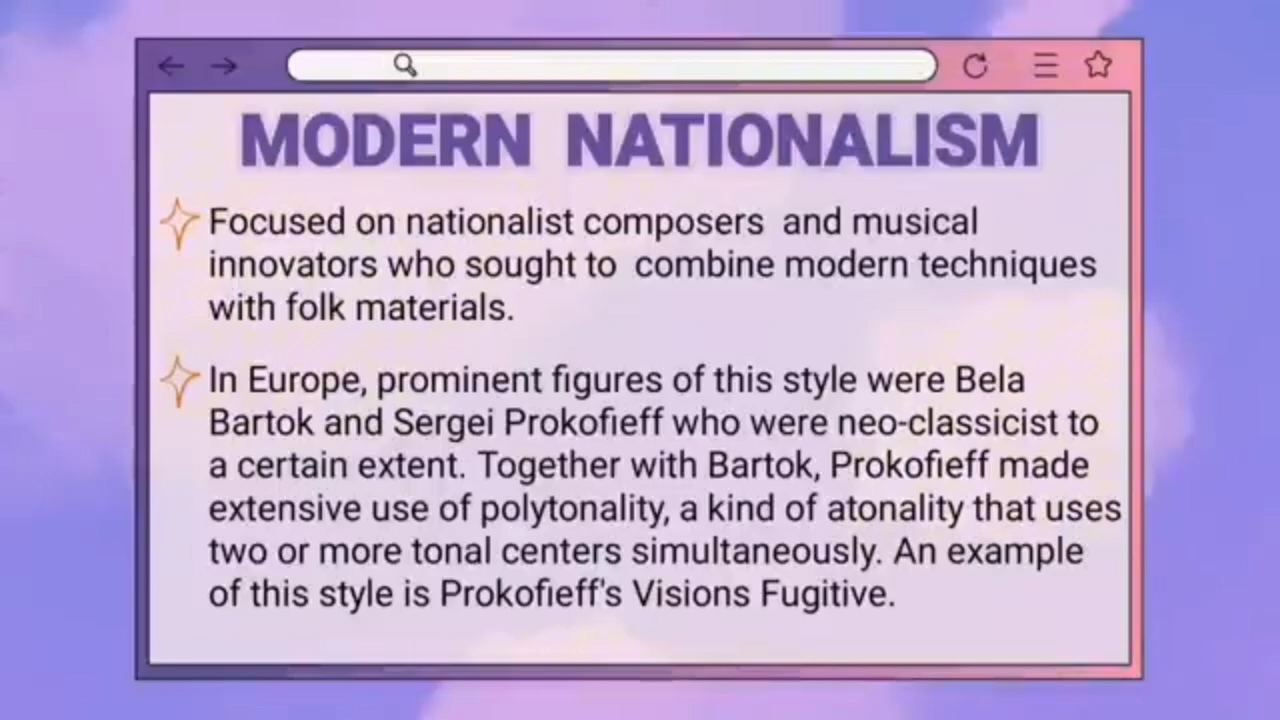 MODERN NATIONALISM
Focused on nationalist composers and musical
innovators who sought to combine modern techniques
with folk materials.
In Europe, prominent figures of this style were Bela
Bartok and Sergei Prokofieff who were neo-classicist to
a certain extent. Together with Bartok, Prokofieff made
extensive use of polytonality, a kind of atonality that uses
two or more tonal centers simultaneously. An example
of this style is Prokofieff's Visions Fugitive.